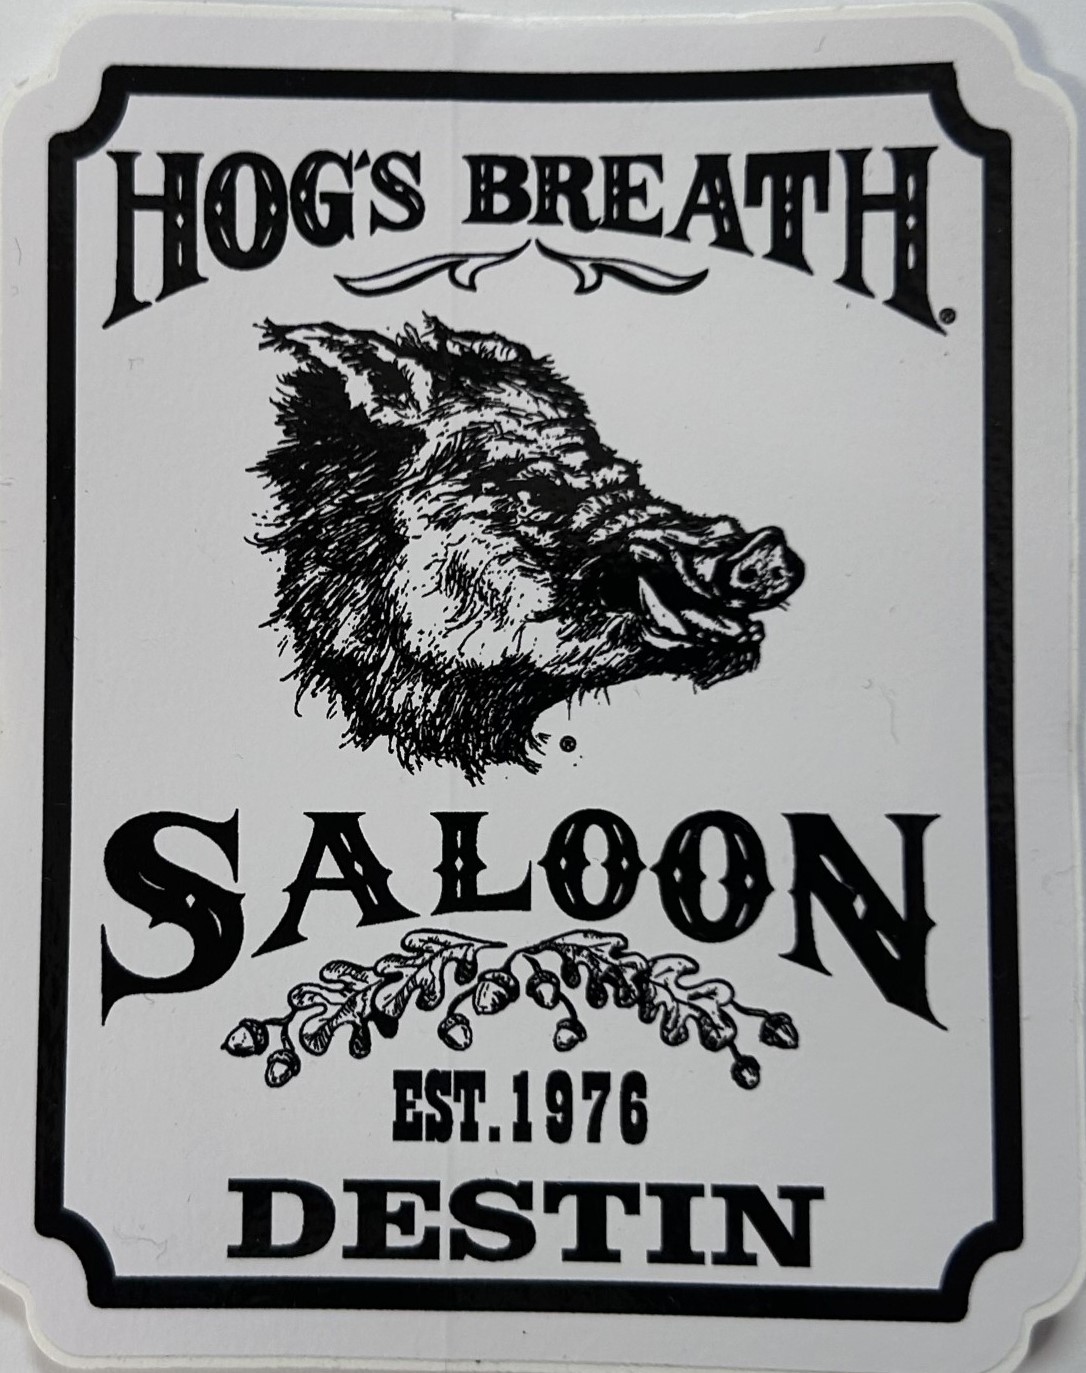 HOG'S BREATH®
®
SALOON
EST. 1976
DESTIN